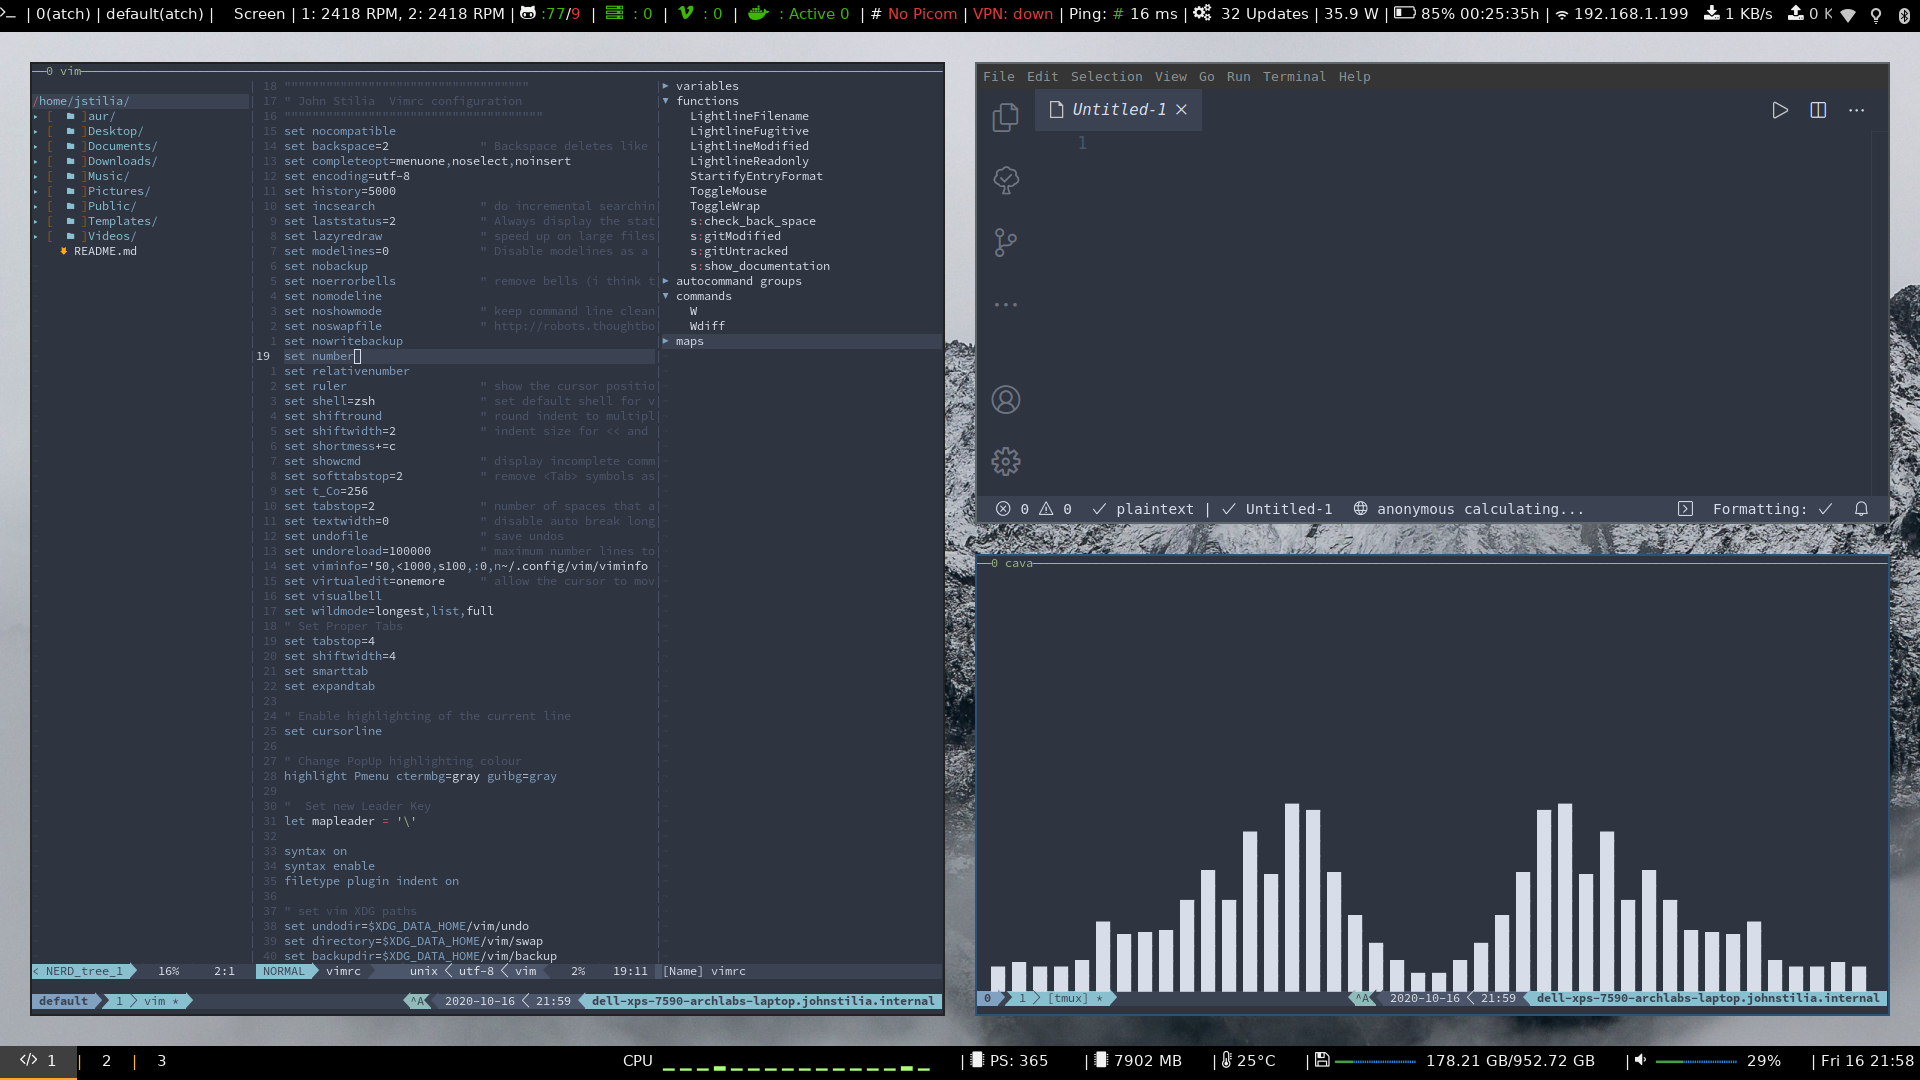 | 0(atch) | default(atch) | Screen | 1: 2418 RPM, 2: 2418 RPM | :77/9 | : 0 | : 0 | : Active 0 | # No Picom | VPN: down | Ping: # 16 ms | 32 Updates | 35.9 W | 85% 00:25:35h | 192.168.1.199 1 KB/s 0 K
0 vim
/home/jstilia/
▸ [ ]aur/
▸ [ ]Desktop/
▸ [ ]Documents/
▸ [ ]Downloads/
▸ [ ]Music/
▸ [ ]Pictures/
▸ [ ]Public/
▸ [ ]Templates/
▸ [ ]Videos/
README.md
18 """""""""""""""""""""""""""""""""""
17 " John Stilia  Vimrc configuration
16 """""""""""""""""""""""""""""""""""""
15 set nocompatible
14 set backspace=2 " Backspace deletes like
13 set completeopt=menuone,noselect,noinsert
12 set encoding=utf-8
11 set history=5000
10 set incsearch " do incremental searchin
9 set laststatus=2 " Always display the stat
8 set lazyredraw " speed up on large files
7 set modelines=0 " Disable modelines as a
6 set nobackup
5 set noerrorbells " remove bells (i think t
4 set nomodeline
3 set noshowmode " keep command line clean
2 set noswapfile " http://robots.thoughtbo
1 set nowritebackup
19 set number
1 set relativenumber
2 set ruler " show the cursor positio
3 set shell=zsh " set default shell for v
4 set shiftround " round indent to multipl
5 set shiftwidth=2 " indent size for << and
6 set shortmess+=c
7 set showcmd " display incomplete comm
8 set softtabstop=2 " remove <Tab> symbols as
9 set t_Co=256
10 set tabstop=2 " number of spaces that a
11 set textwidth=0 " disable auto break long
12 set undofile " save undos
13 set undoreload=100000 " maximum number lines to
14 set viminfo='50,<1000,s100,:0,n~/.config/vim/viminfo
15 set virtualedit=onemore " allow the cursor to mov
16 set visualbell
17 set wildmode=longest,list,full
18 " Set Proper Tabs
19 set tabstop=4
20 set shiftwidth=4
21 set smarttab
22 set expandtab
23
24 " Enable highlighting of the current line
25 set cursorline
26
27 " Change PopUp highlighting colour
28 highlight Pmenu ctermbg=gray guibg=gray
29
30 "  Set new Leader Key
31 let mapleader = '\'
32
33 syntax on
34 syntax enable
35 filetype plugin indent on
36
37 " set vim XDG paths
38 set undodir=$XDG_DATA_HOME/vim/undo
39 set directory=$XDG_DATA_HOME/vim/swap
40 set backupdir=$XDG_DATA_HOME/vim/backup
▸ variables
▾ functions
LightlineFilename
LightlineFugitive
LightlineModified
LightlineReadonly
StartifyEntryFormat
ToggleMouse
ToggleWrap
s:check_back_space
s:gitModified
s:gitUntracked
s:show_documentation
▸ autocommand groups
▾ commands
W
Wdiff
▸ maps
< NERD_tree_1 16% 2:1 NORMAL vimrc unix < utf-8 < vim 2% 19:11 [Name] vimrc
default 1 vim * ^A 2020-10-16 < 21:59 dell-xps-7590-archlabs-laptop.johnstilia.internal
File Edit Selection View Go Run Terminal Help
Untitled-1
1
0 0 plaintext | Untitled-1 anonymous calculating... Formatting:
0 cava
0 1 [tmux] * ^A 2020-10-16 < 21:59 dell-xps-7590-archlabs-laptop.johnstilia.internal
</> 1 | 2 | 3 CPU | PS: 365 | 7902 MB | 25°C | 178.21 GB/952.72 GB | 29% | Fri 16 21:58